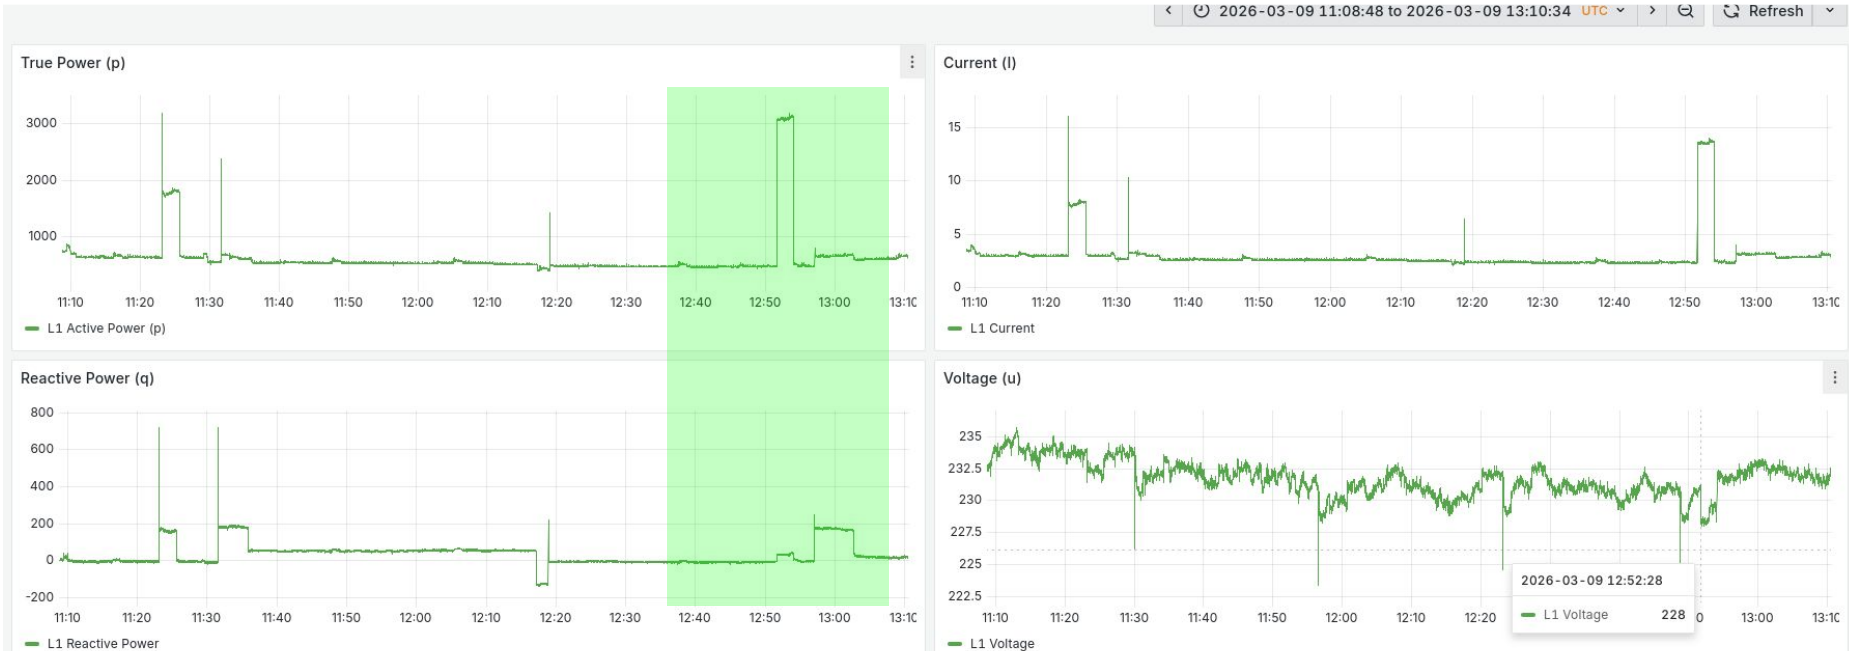 2026-03-09 11:08:48 to 2026-03-09 13:10:34 UTC Refresh
True Power (p)
3000
2000
1000
11:10 11:20 11:30 11:40 11:50 12:00 12:10 12:20 12:30 12:40 12:50 13:00 13:10
L1 Active Power (p)
Current (I)
15
10
5
0
11:10 11:20 11:30 11:40 11:50 12:00 12:10 12:20 12:30 12:40 12:50 13:00 13:10
L1 Current
Reactive Power (q)
800
600
400
200
0
-200
11:10 11:20 11:30 11:40 11:50 12:00 12:10 12:20 12:30 12:40 12:50 13:00 13:10
L1 Reactive Power
Voltage (u)
235
232.5
230
227.5
225
222.5
11:10 11:20 11:30 11:40 11:50 12:00 12:10 12:20 0 13:00 13:10
2026-03-09 12:52:28
L1 Voltage 228
L1 Voltage